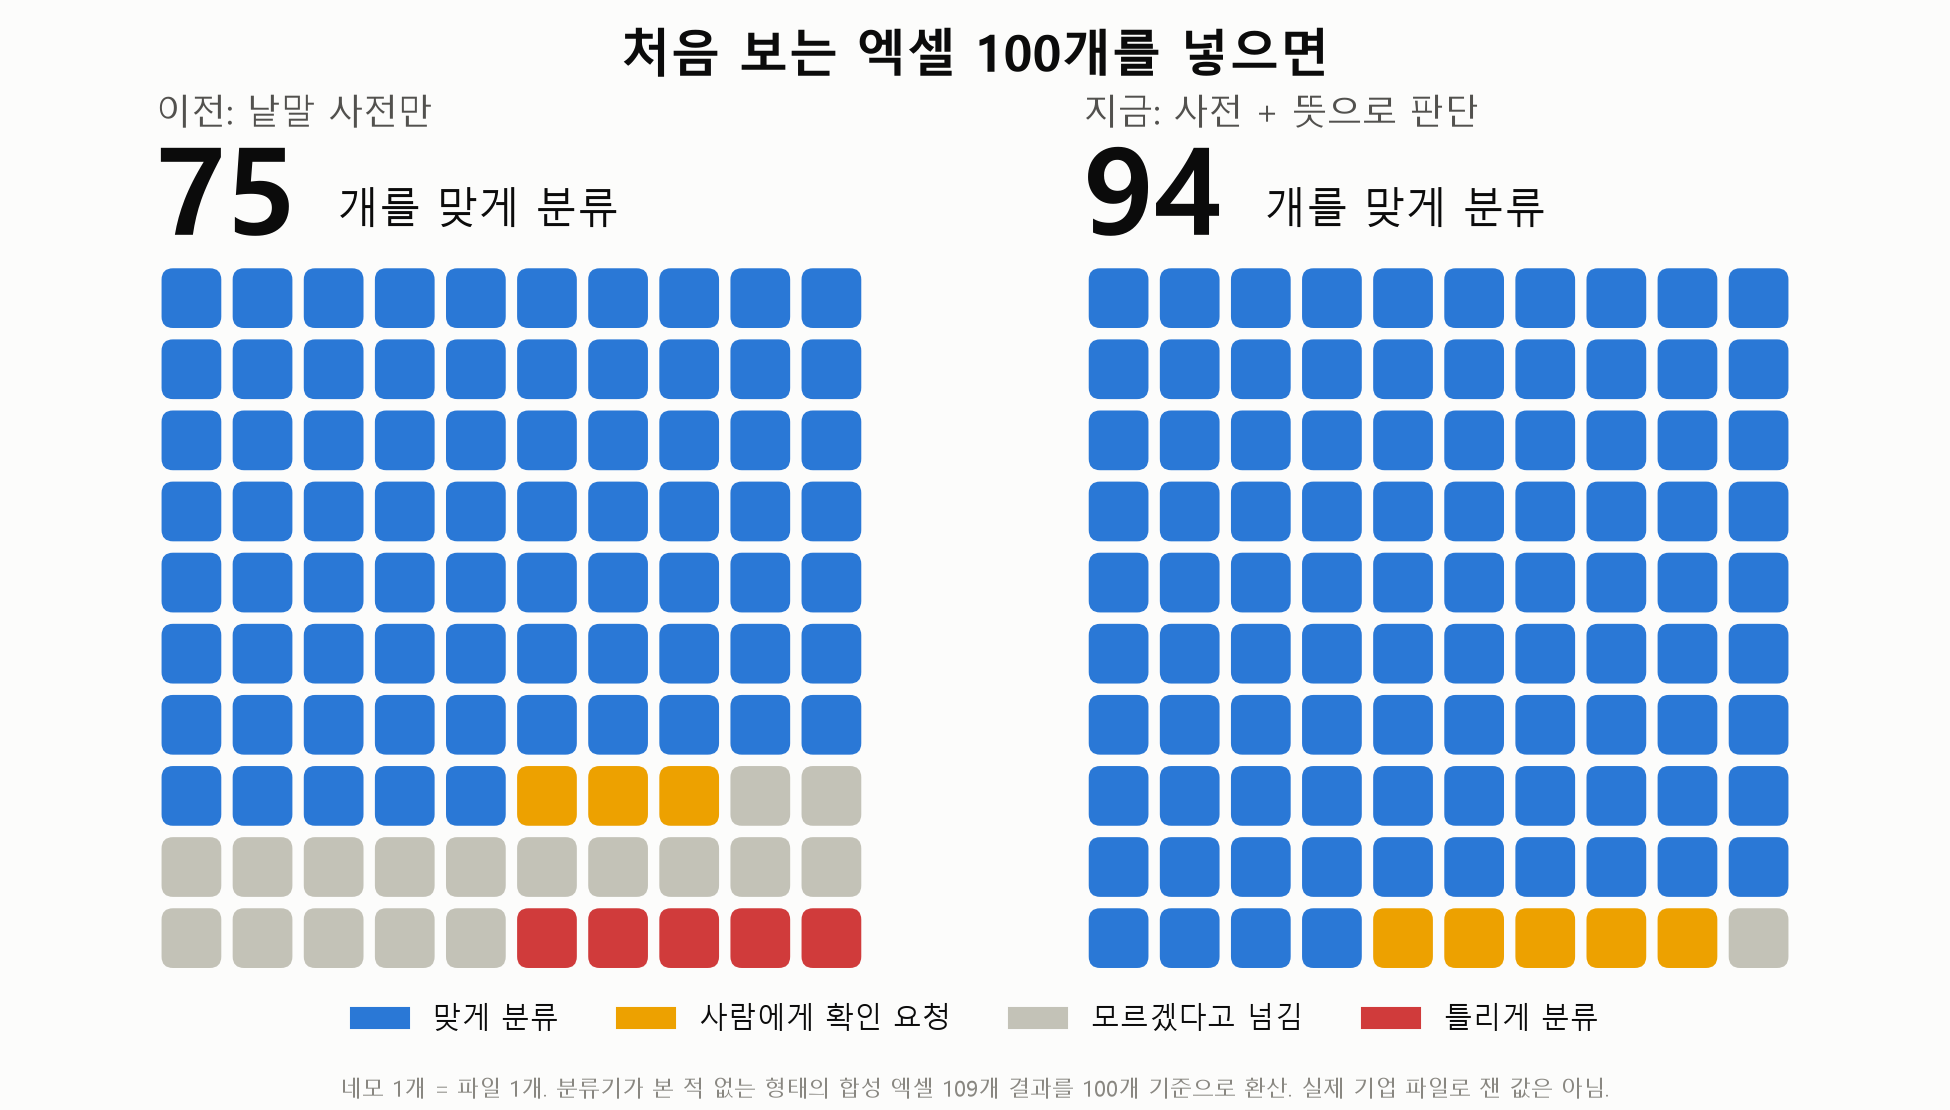 처음 보는 엑셀 100개를 넣으면
이전: 낱말 사전만
75 개를 맞게 분류
지금: 사전 + 뜻으로 판단
94 개를 맞게 분류
맞게 분류
사람에게 확인 요청
모르겠다고 넘김
틀리게 분류
네모 1개 = 파일 1개. 분류기가 본 적 없는 형태의 합성 엑셀 109개 결과를 100개 기준으로 환산. 실제 기업 파일로 잰 값은 아님.